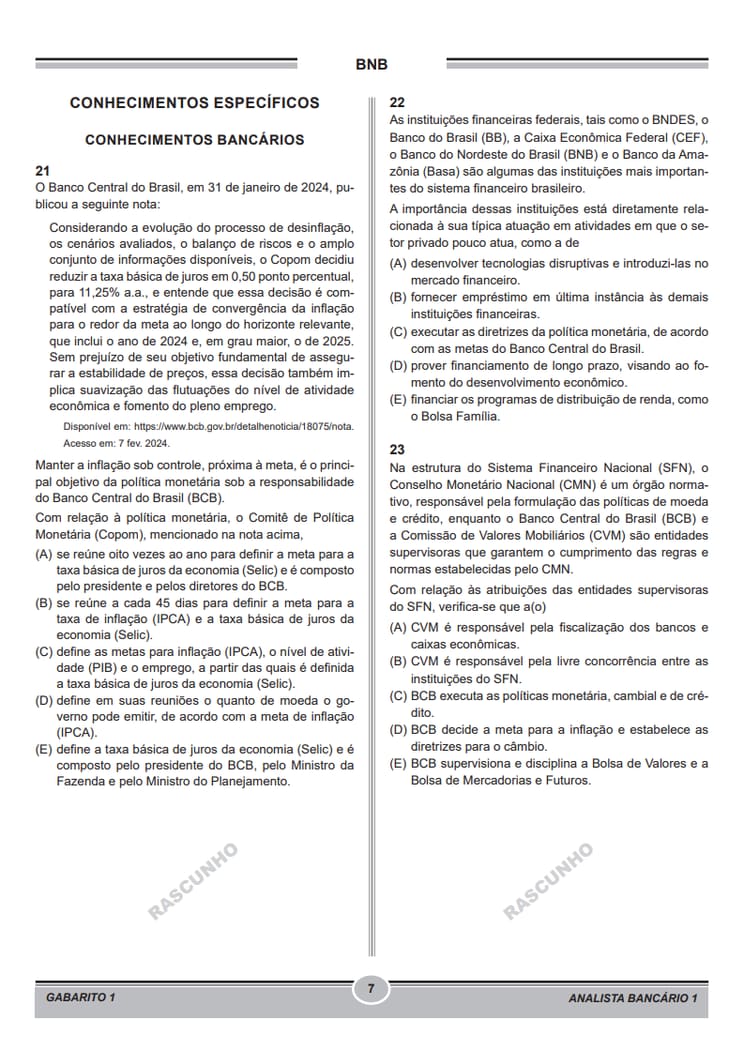 BNB
CONHECIMENTOS ESPECÍFICOS
CONHECIMENTOS BANCÁRIOS
21
O Banco Central do Brasil, em 31 de janeiro de 2024, pu-
blicou a seguinte nota:
Considerando a evolução do processo de desinflação,
os cenários avaliados, o balanço de riscos e o amplo
conjunto de informações disponíveis, o Copom decidiu
reduzir a taxa básica de juros em 0,50 ponto percentual,
para 11,25% a.a., e entende que essa decisão é com-
patível com a estratégia de convergência da inflação
para o redor da meta ao longo do horizonte relevante,
que inclui o ano de 2024 e, em grau maior, o de 2025.
Sem prejuízo de seu objetivo fundamental de assegu-
rar a estabilidade de preços, essa decisão também im-
plica suavização das flutuações do nível de atividade
econômica e fomento do pleno emprego.
Disponível em: https://www.bcb.gov.br/detalhenoticia/18075/nota.
Acesso em: 7 fev. 2024.
Manter a inflação sob controle, próxima à meta, é o princi-
pal objetivo da política monetária sob a responsabilidade
do Banco Central do Brasil (BCB).
Com relação à política monetária, o Comitê de Política
Monetária (Copom), mencionado na nota acima,
(A) se reúne oito vezes ao ano para definir a meta para a
taxa básica de juros da economia (Selic) e é composto
pelo presidente e pelos diretores do BCB.
(B) se reúne a cada 45 dias para definir a meta para a
taxa de inflação (IPCA) e a taxa básica de juros da
economia (Selic).
(C) define as metas para inflação (IPCA), o nível de ativi-
dade (PIB) e o emprego, a partir das quais é definida
a taxa básica de juros da economia (Selic).
(D) define em suas reuniões o quanto de moeda o go-
verno pode emitir, de acordo com a meta de inflação
(IPCA).
(E) define a taxa básica de juros da economia (Selic) e é
composto pelo presidente do BCB, pelo Ministro da
Fazenda e pelo Ministro do Planejamento.
RASCUNHO
22
As instituições financeiras federais, tais como o BNDES, o
Banco do Brasil (BB), a Caixa Econômica Federal (CEF),
o Banco do Nordeste do Brasil (BNB) e o Banco da Ama-
zônia (Basa) são algumas das instituições mais importan-
tes do sistema financeiro brasileiro.
A importância dessas instituições está diretamente rela-
cionada à sua típica atuação em atividades em que o se-
tor privado pouco atua, como a de
(A) desenvolver tecnologias disruptivas e introduzi-las no
mercado financeiro.
(B) fornecer empréstimo em última instância às demais
instituições financeiras.
(C) executar as diretrizes da política monetária, de acordo
com as metas do Banco Central do Brasil.
(D) prover financiamento de longo prazo, visando ao fo-
mento do desenvolvimento econômico.
(E) financiar os programas de distribuição de renda, como
o Bolsa Família.
23
Na estrutura do Sistema Financeiro Nacional (SFN), o
Conselho Monetário Nacional (CMN) é um órgão norma-
tivo, responsável pela formulação das políticas de moeda
e crédito, enquanto o Banco Central do Brasil (BCB) e
a Comissão de Valores Mobiliários (CVM) são entidades
supervisoras que garantem o cumprimento das regras e
normas estabelecidas pelo CMN.
Com relação às atribuições das entidades supervisoras
do SFN, verifica-se que a(o)
(A) CVM é responsável pela fiscalização dos bancos e
caixas econômicas.
(B) CVM é responsável pela livre concorrência entre as
instituições do SFN.
(C) BCB executa as políticas monetária, cambial e de cré-
dito.
(D) BCB decide a meta para a inflação e estabelece as
diretrizes para o câmbio.
(E) BCB supervisiona e disciplina a Bolsa de Valores e a
Bolsa de Mercadorias e Futuros.
RASCUNHO
GABARITO 1
7
ANALISTA BANCÁRIO 1